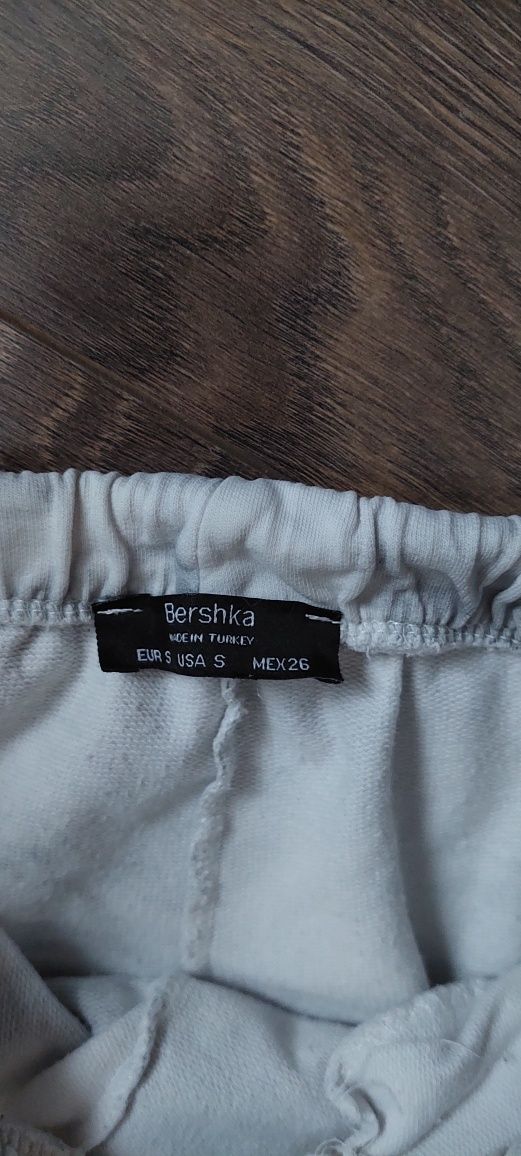 Bershka
MADE IN TURKEY
EUR S USA S MEX 26